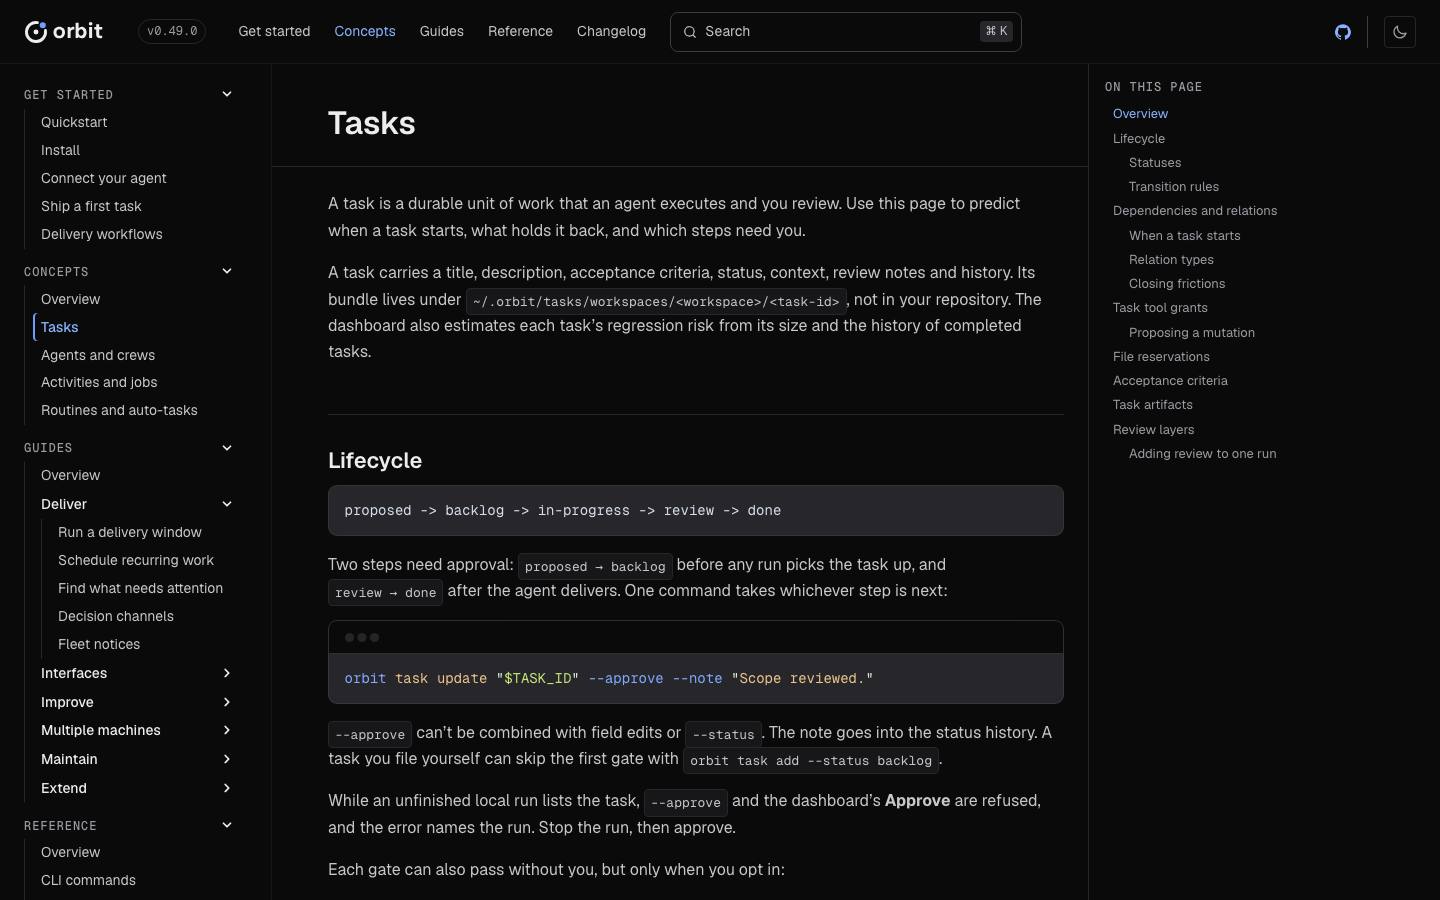 orbit
v0.49.0
Get started
Concepts
Guides
Reference
Changelog
Search
⌘ K
GET STARTED
Quickstart
Install
Connect your agent
Ship a first task
Delivery workflows
CONCEPTS
Overview
Tasks
Agents and crews
Activities and jobs
Routines and auto-tasks
GUIDES
Overview
Deliver
Run a delivery window
Schedule recurring work
Find what needs attention
Decision channels
Fleet notices
Interfaces
Improve
Multiple machines
Maintain
Extend
REFERENCE
Overview
CLI commands
Tasks
A task is a durable unit of work that an agent executes and you review. Use this page to predict
when a task starts, what holds it back, and which steps need you.
A task carries a title, description, acceptance criteria, status, context, review notes and history. Its
bundle lives under ~/.orbit/tasks/workspaces/<workspace>/<task-id>, not in your repository. The
dashboard also estimates each task’s regression risk from its size and the history of completed
tasks.
Lifecycle
proposed -> backlog -> in-progress -> review -> done
Two steps need approval: proposed → backlog before any run picks the task up, and
review → done after the agent delivers. One command takes whichever step is next:
orbit task update "$TASK_ID" --approve --note "Scope reviewed."
--approve can’t be combined with field edits or --status. The note goes into the status history. A
task you file yourself can skip the first gate with orbit task add --status backlog.
While an unfinished local run lists the task, --approve and the dashboard’s Approve are refused,
and the error names the run. Stop the run, then approve.
Each gate can also pass without you, but only when you opt in:
ON THIS PAGE
Overview
Lifecycle
Statuses
Transition rules
Dependencies and relations
When a task starts
Relation types
Closing frictions
Task tool grants
Proposing a mutation
File reservations
Acceptance criteria
Task artifacts
Review layers
Adding review to one run